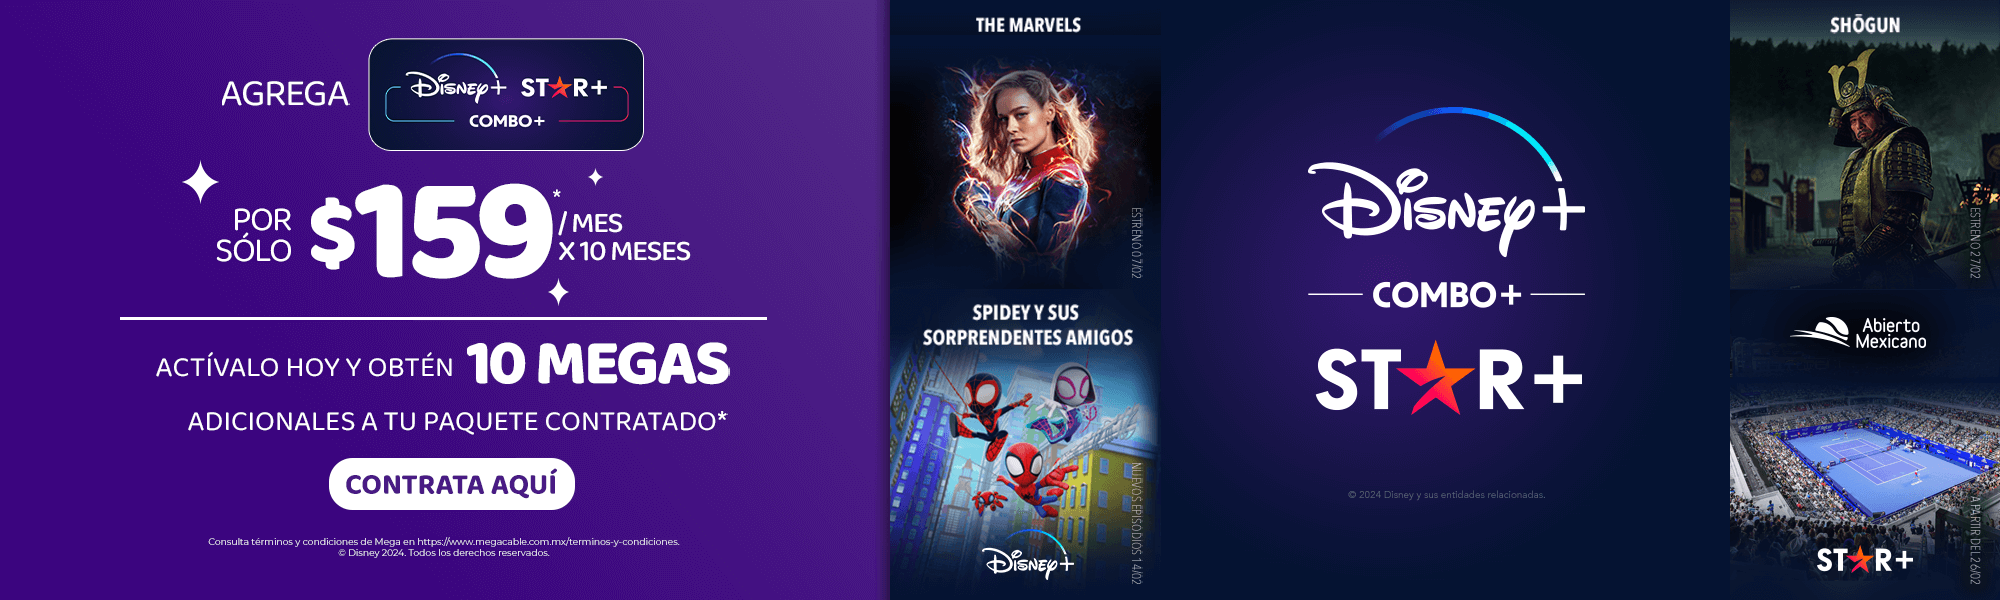 AGREGA
Disney+ STAR+
COMBO+
POR
SÓLO
$159*
/ MES
X 10 MESES
ACTÍVALO HOY Y OBTÉN 10 MEGAS
ADICIONALES A TU PAQUETE CONTRATADO*
CONTRATA AQUÍ
Consulta términos y condiciones de Mega en https://www.megacable.com.mx/terminos-y-condiciones.
© Disney 2024. Todos los derechos reservados.
THE MARVELS
ESTRENO 07/02
SPIDEY Y SUS
SORPRENDENTES AMIGOS
NUEVOS EPISODIOS 14/02
Disney+
Disney+
COMBO+
STAR+
© 2024 Disney y sus entidades relacionadas.
SHŌGUN
ESTRENO 27/02
Abierto
Mexicano
A PARTIR DEL 26/02
STAR+